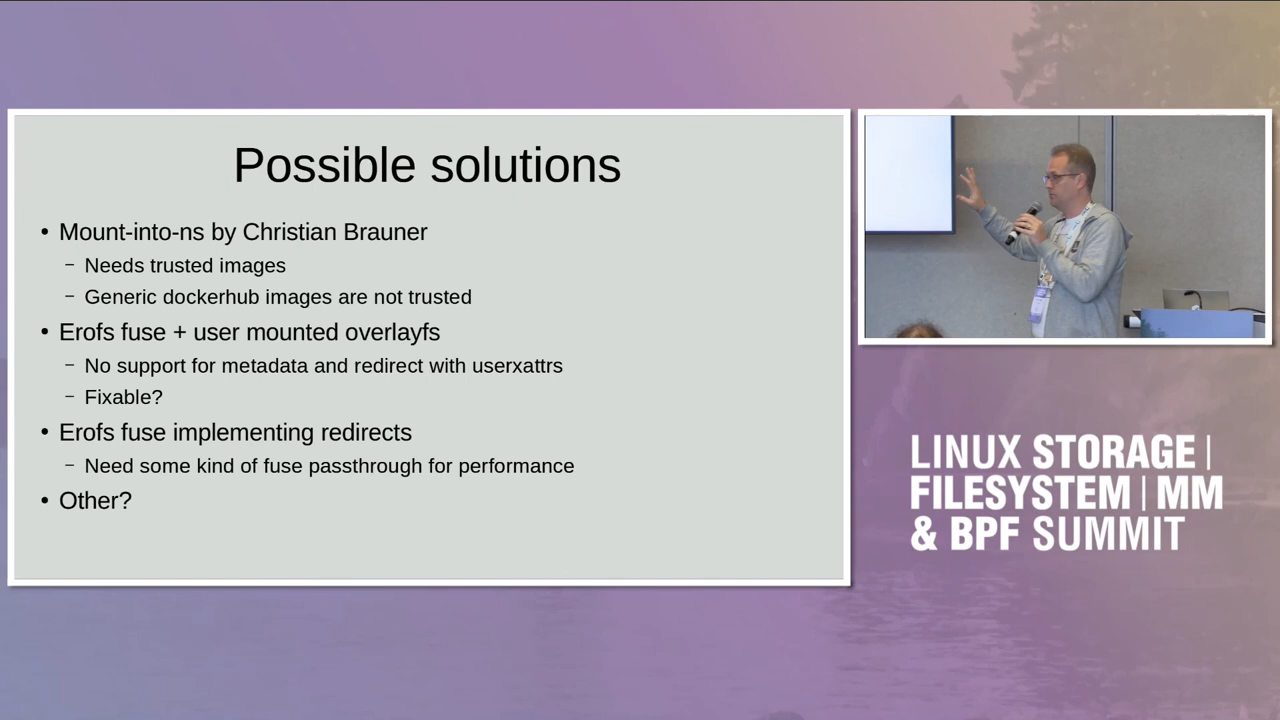 Possible solutions
• Mount-into-ns by Christian Brauner
– Needs trusted images
– Generic dockerhub images are not trusted
• Erofs fuse + user mounted overlayfs
– No support for metadata and redirect with userxattrs
– Fixable?
• Erofs fuse implementing redirects
– Need some kind of fuse passthrough for performance
• Other?
LINUX STORAGE |
FILESYSTEM | MM
& BPF SUMMIT